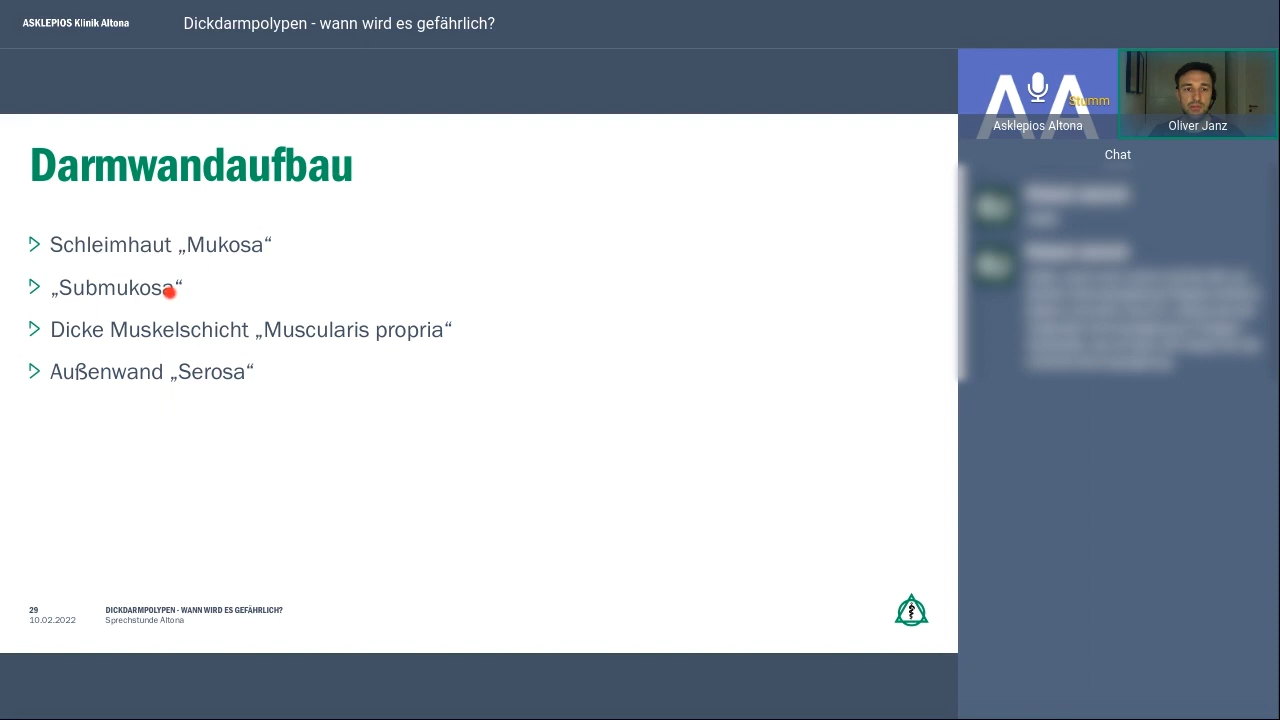 ASKLEPIOS Klinik Altona
Dickdarmpolypen - wann wird es gefährlich?
Stumm
Asklepios Altona
Oliver Janz
Chat
Darmwandaufbau
Schleimhaut „Mukosa“
„Submukosa“
Dicke Muskelschicht „Muscularis propria“
Außenwand „Serosa“
29
DICKDARMPOLYPEN - WANN WIRD ES GEFÄHRLICH?
10.02.2022
Sprechstunde Altona